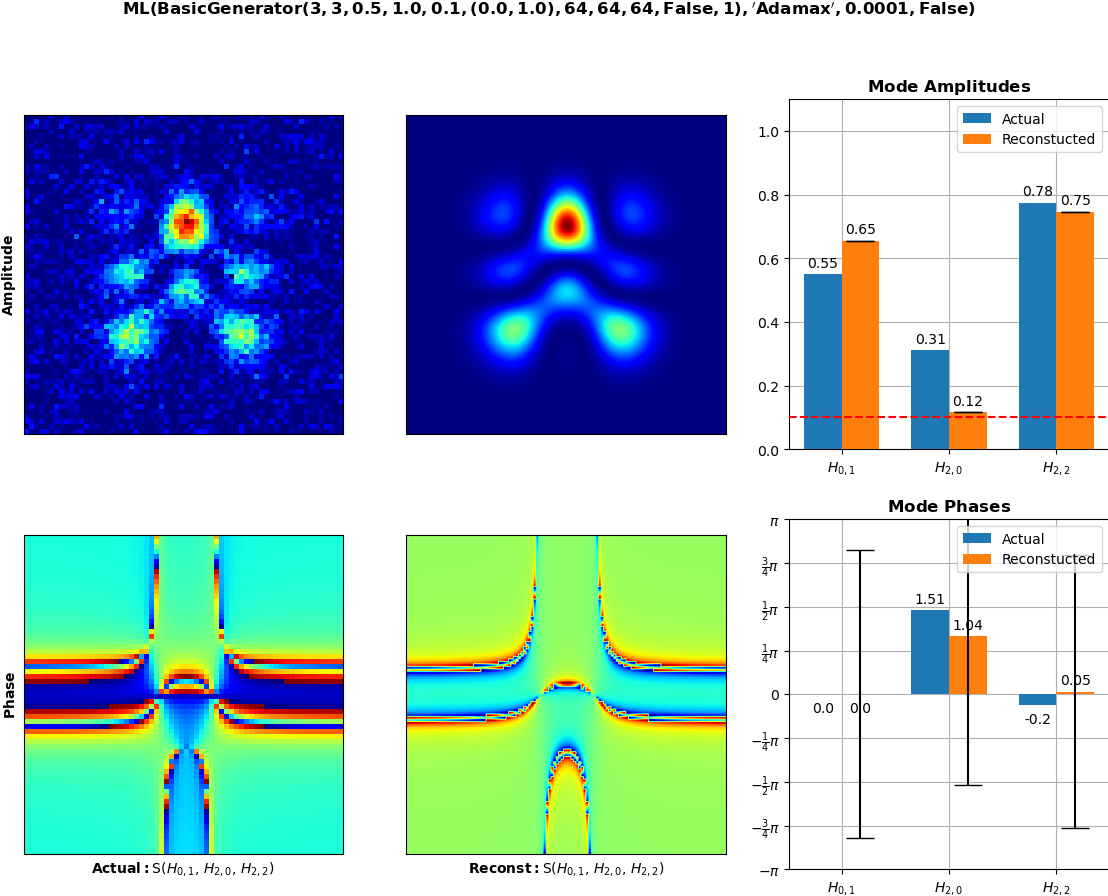 ML(BasicGenerator(3, 3, 0.5, 1.0, 0.1, (0.0, 1.0), 64, 64, 64, False, 1), ′Adamax′, 0.0001, False)
Mode Amplitudes
Actual
Reconstucted
1.0
0.8
0.6
0.4
0.2
0.0
0.55
0.65
0.31
0.12
0.78
0.75
H0, 1
H2, 0
H2, 2
Amplitude
Mode Phases
Actual
Reconstucted
π
3/4π
1/2π
1/4π
0
−1/4π
−1/2π
−3/4π
−π
0.0
0.0
1.51
1.04
-0.2
0.05
H0, 1
H2, 0
H2, 2
Phase
Actual: S(H0, 1, H2, 0, H2, 2)
Reconst: S(H0, 1, H2, 0, H2, 2)